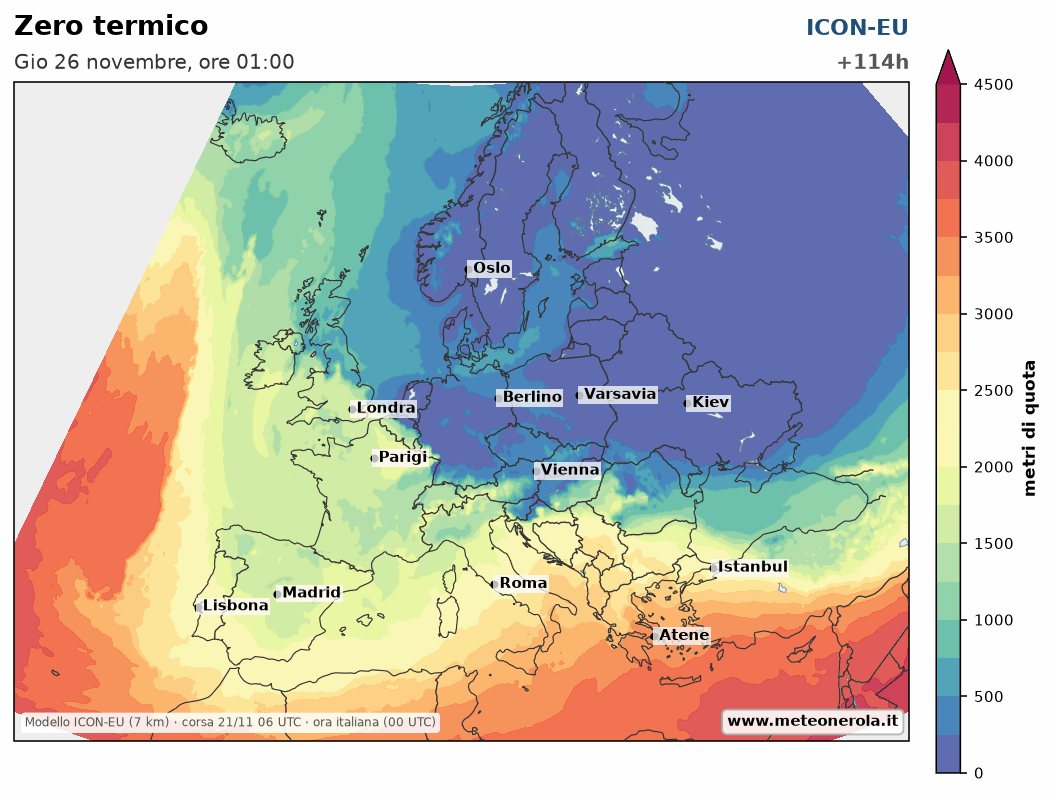 Zero termico
ICON-EU
Gio 26 novembre, ore 01:00
+114h
4500
4000
3500
3000
2500
2000
1500
1000
500
0
metri di quota
Oslo
Berlino
Varsavia
Kiev
Londra
Parigi
Vienna
Istanbul
Roma
Madrid
Lisbona
Atene
Modello ICON-EU (7 km) · corsa 21/11 06 UTC · ora italiana (00 UTC)
www.meteonerola.it